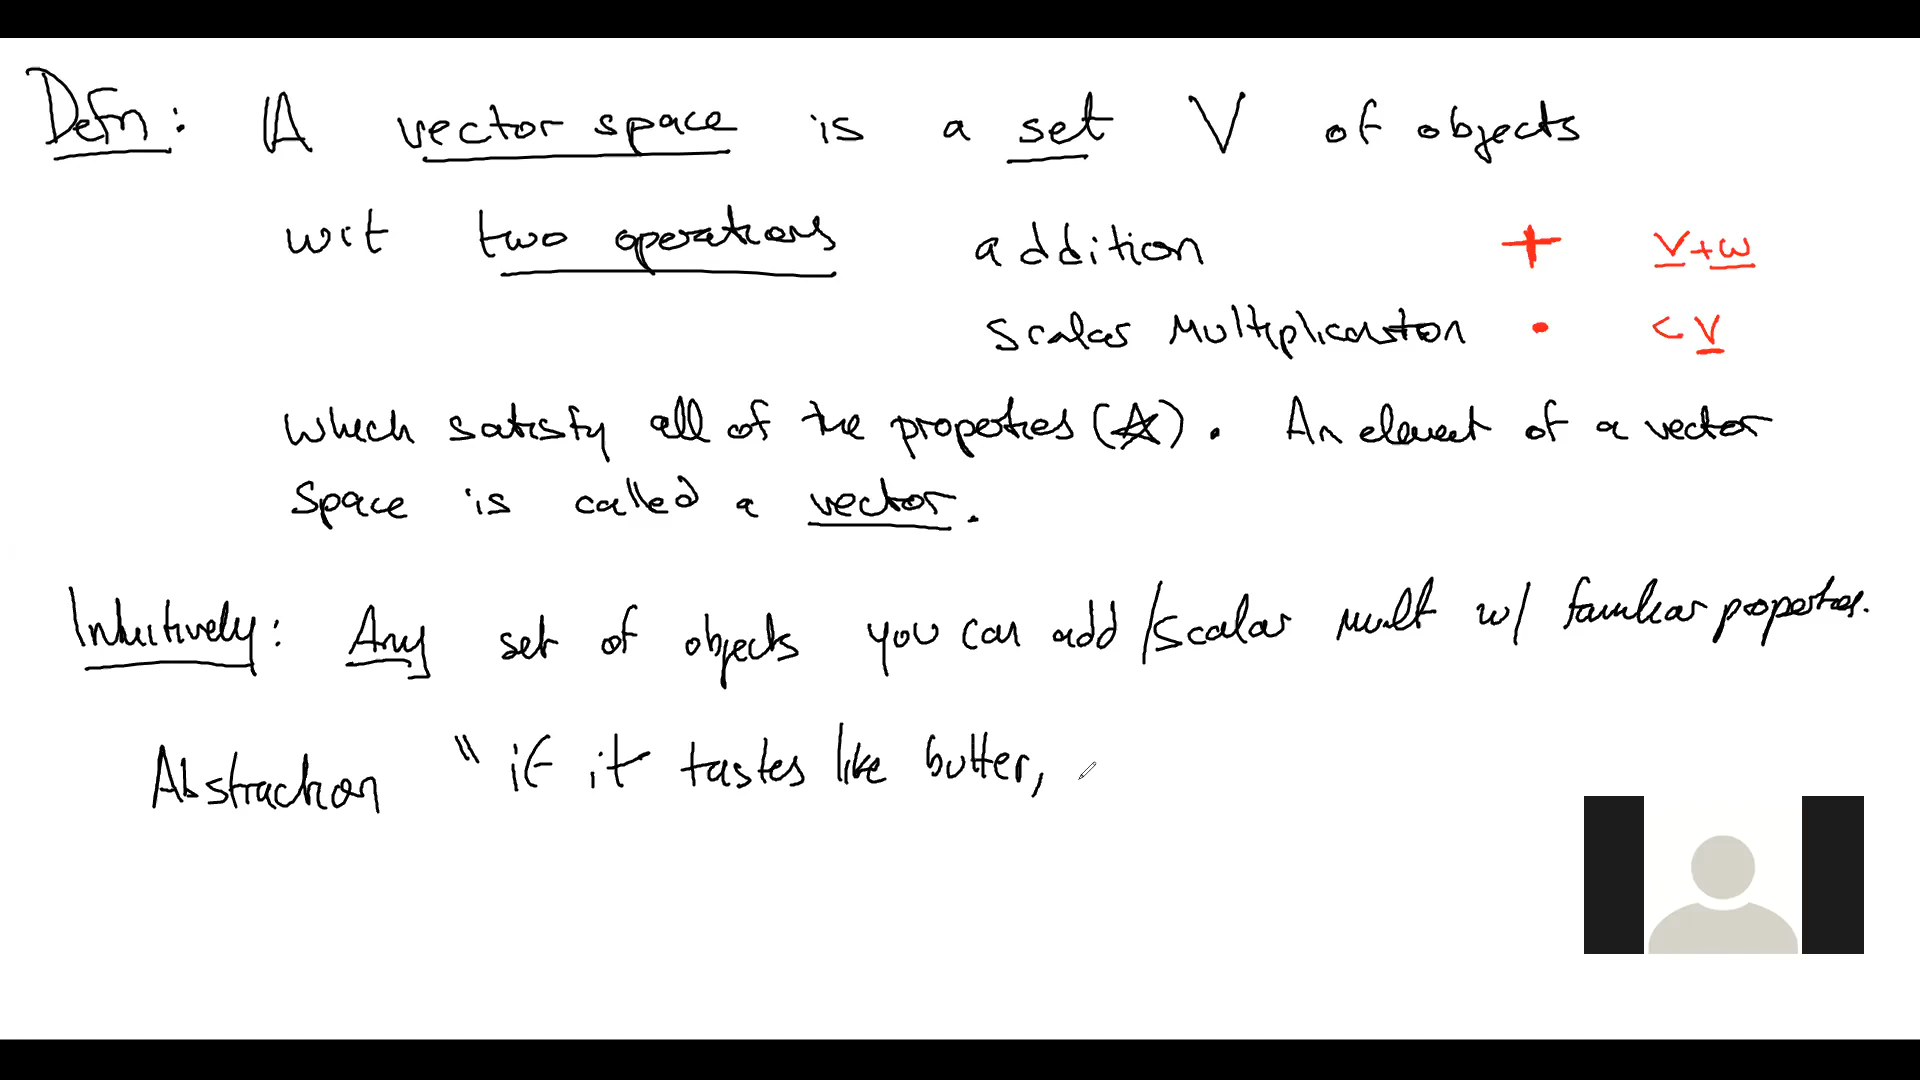 Defn: A vector space is a set V of objects
wit two operations addition + v+w
scalar multiplication • cv
which satisfy all of the properties (☆). An element of a vector
space is called a vector.
Intuitively: Any set of objects you can add/scalar mult w/ familiar properties.
Abstraction "if it tastes like butter,